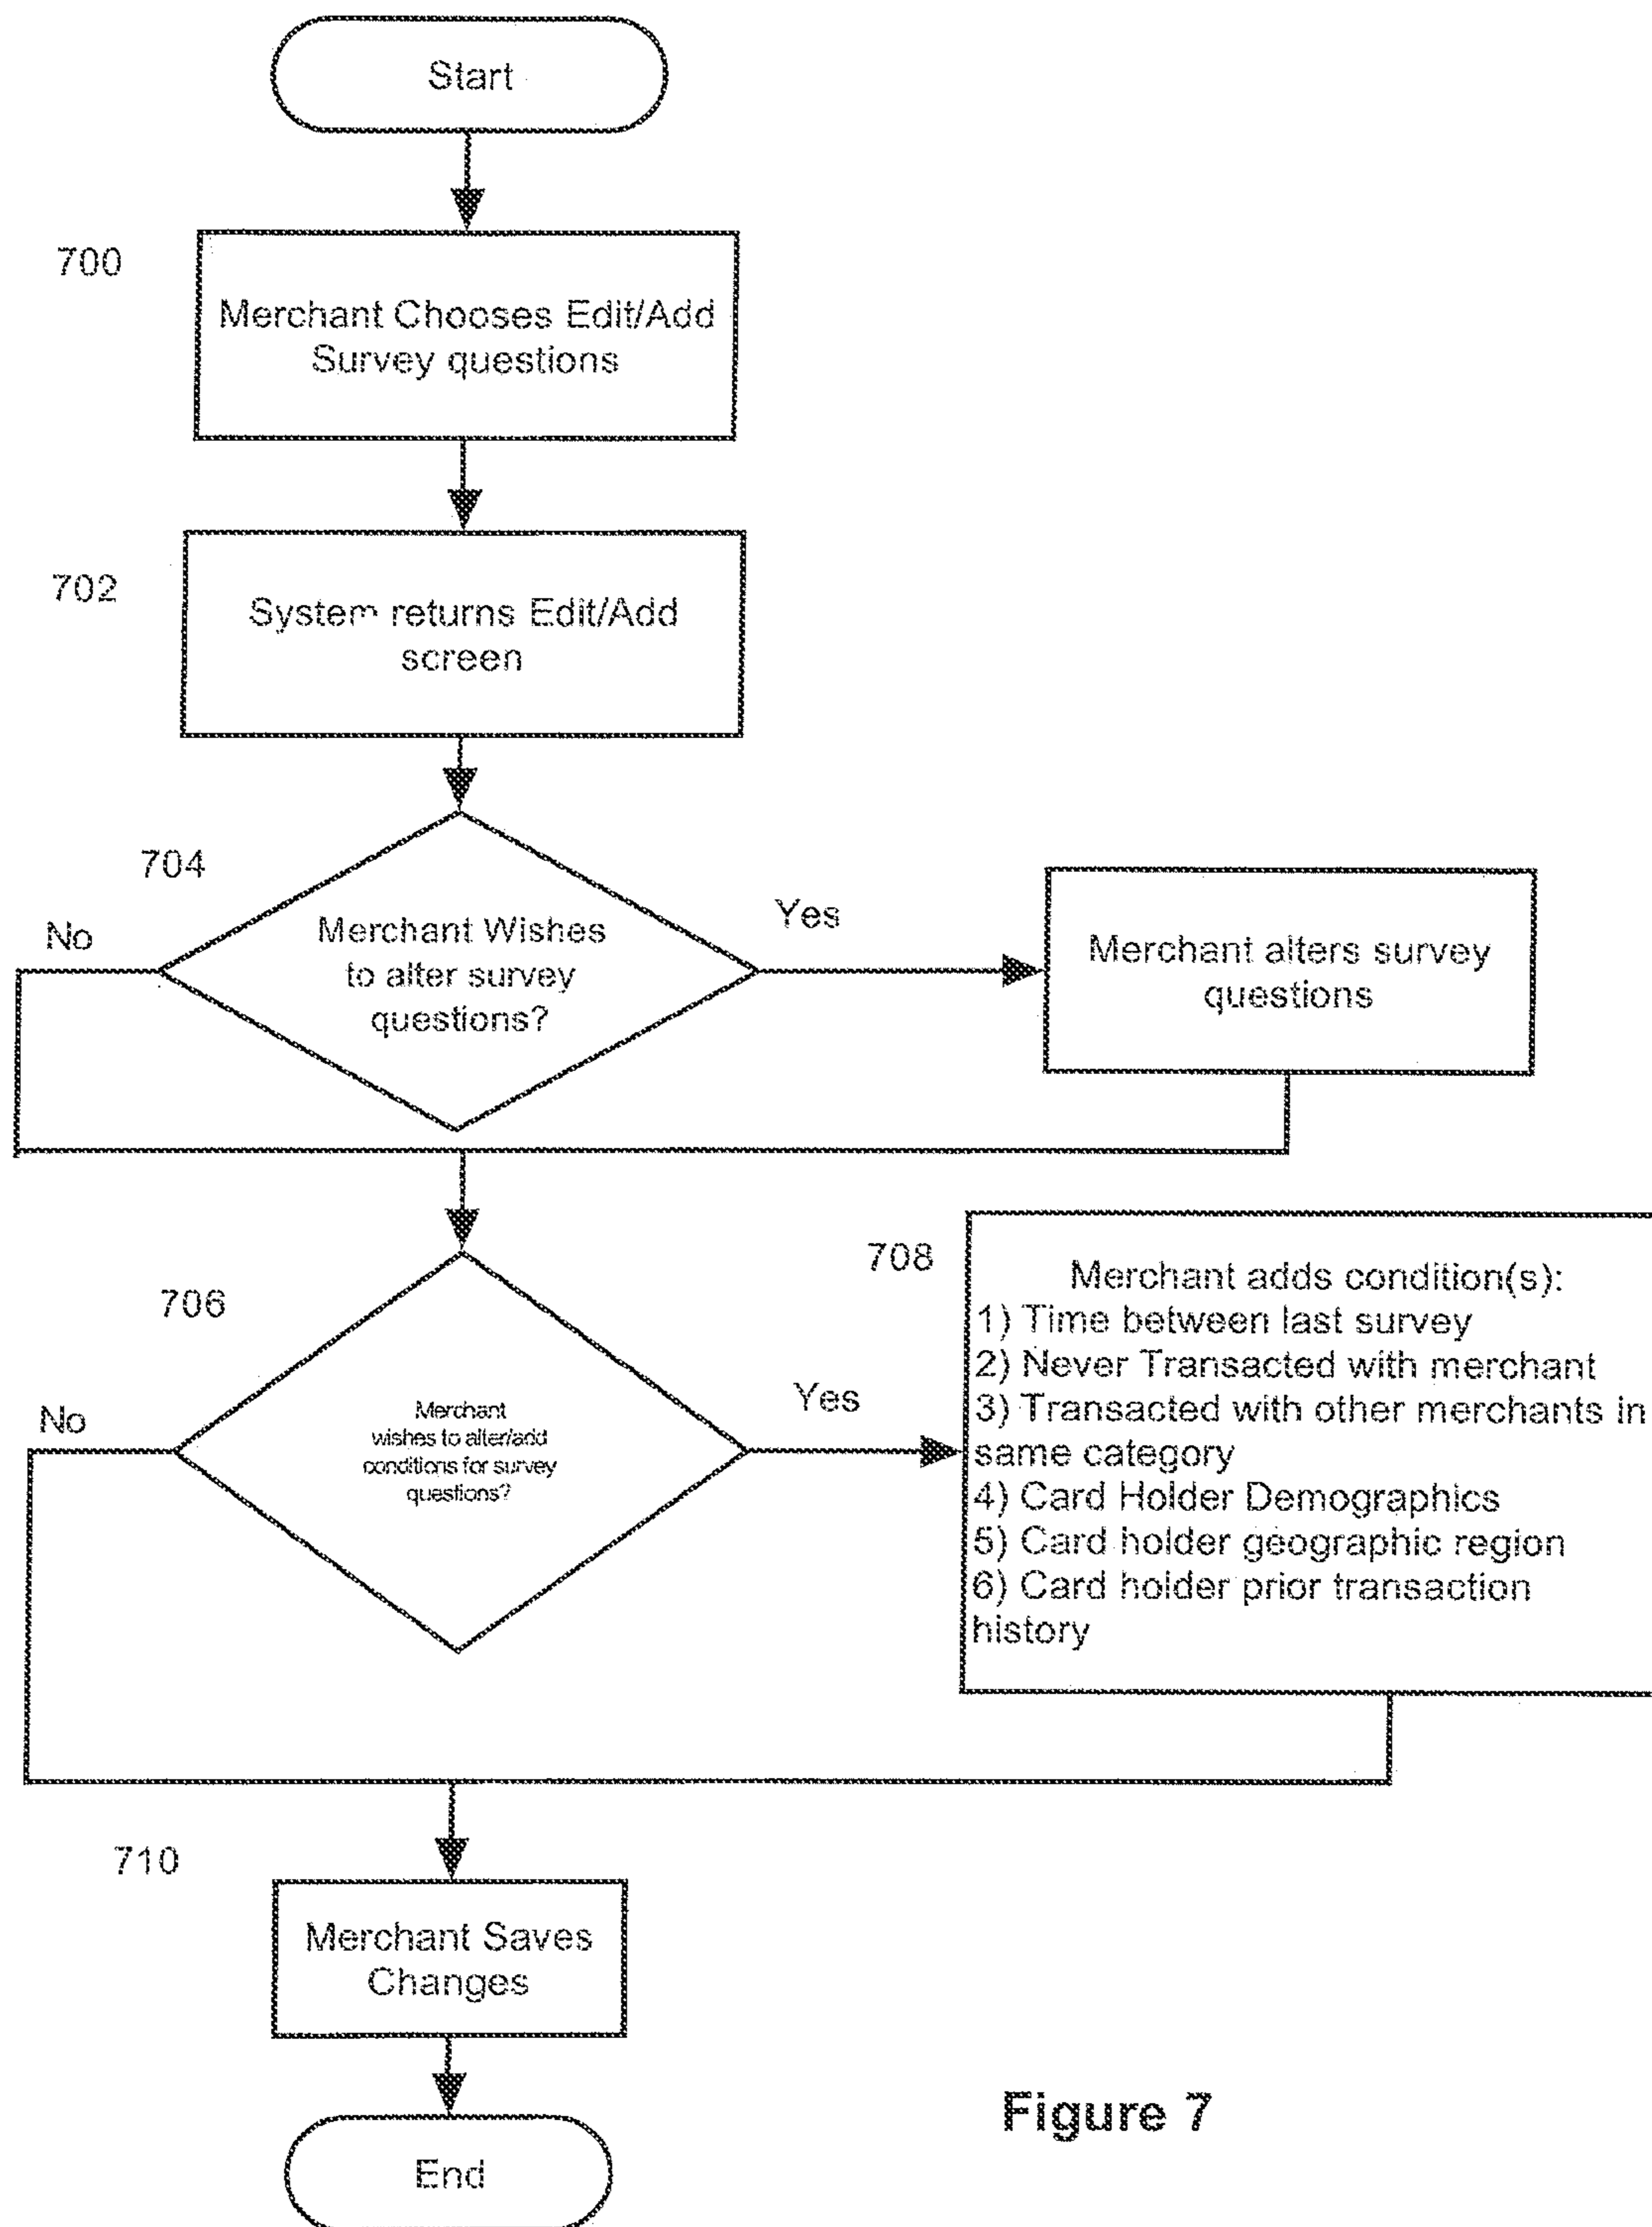 Start
700
Merchant Chooses Edit/Add
Survey questions
702
System returns Edit/Add
screen
704
No
Merchant Wishes
to alter survey
questions?
Yes
Merchant alters survey
questions
706
No
Merchant
wishes to alter/add
conditions for survey
questions?
Yes
708
Merchant adds condition(s):
1) Time between last survey
2) Never Transacted with merchant
3) Transacted with other merchants in
same category
4) Card Holder Demographics
5) Card holder geographic region
6) Card holder prior transaction
history
710
Merchant Saves
Changes
End
Figure 7